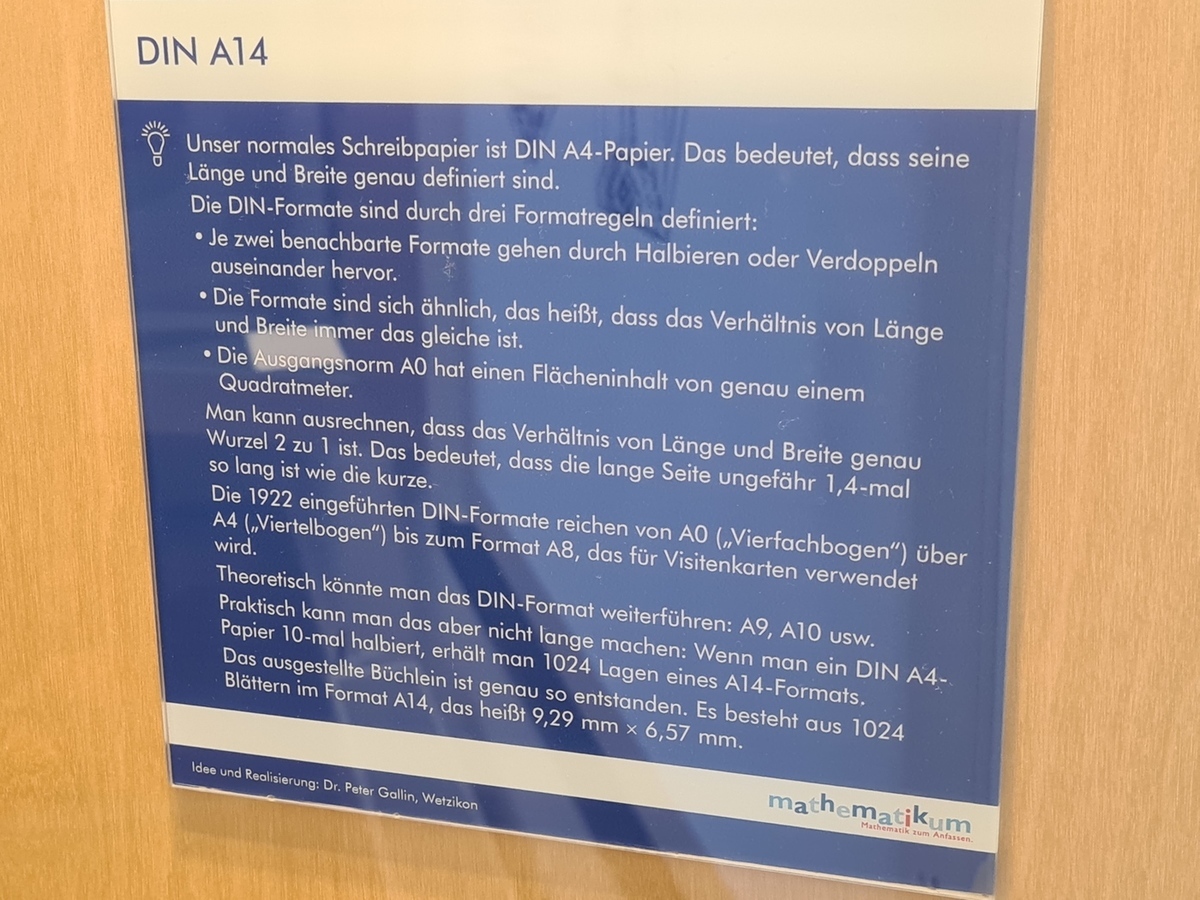 DIN A14
Unser normales Schreibpapier ist DIN A4-Papier. Das bedeutet, dass seine
Länge und Breite genau definiert sind.
Die DIN-Formate sind durch drei Formatregeln definiert:
• Je zwei benachbarte Formate gehen durch Halbieren oder Verdoppeln
auseinander hervor.
• Die Formate sind sich ähnlich, das heißt, dass das Verhältnis von Länge
und Breite immer das gleiche ist.
• Die Ausgangsnorm A0 hat einen Flächeninhalt von genau einem
Quadratmeter.
Man kann ausrechnen, dass das Verhältnis von Länge und Breite genau
Wurzel 2 zu 1 ist. Das bedeutet, dass die lange Seite ungefähr 1,4-mal
so lang ist wie die kurze.
Die 1922 eingeführten DIN-Formate reichen von A0 („Vierfachbogen“) über
A4 („Viertelbogen“) bis zum Format A8, das für Visitenkarten verwendet
wird.
Theoretisch könnte man das DIN-Format weiterführen: A9, A10 usw.
Praktisch kann man das aber nicht lange machen: Wenn man ein DIN A4-
Papier 10-mal halbiert, erhält man 1024 Lagen eines A14-Formats.
Das ausgestellte Büchlein ist genau so entstanden. Es besteht aus 1024
Blättern im Format A14, das heißt 9,29 mm × 6,57 mm.
Idee und Realisierung: Dr. Peter Gallin, Wetzikon
mathematikum
Mathematik zum Anfassen.